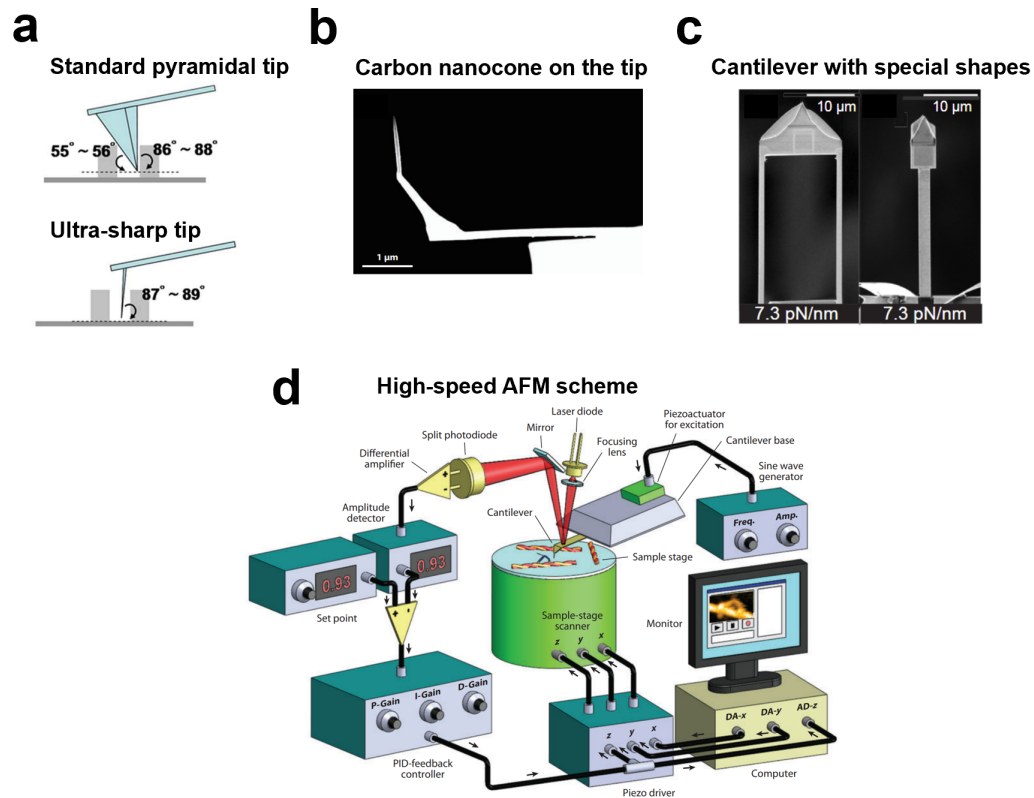 a
Standard pyramidal tip
55° ~ 56°
86° ~ 88°
Ultra-sharp tip
87° ~ 89°
b
Carbon nanocone on the tip
1 µm
c
Cantilever with special shapes
10 µm
10 µm
7.3 pN/nm
7.3 pN/nm
d
High-speed AFM scheme
Laser diode
Mirror
Split photodiode
Differential
amplifier
Focusing
lens
Piezoactuator
for excitation
Cantilever base
Sine wave
generator
Amplitude
detector
Cantilever
Freq.
Amp.
+
-
0.93
0.93
Sample stage
Set point
+ -
Sample-stage
scanner
z y x
Monitor
P-Gain
I-Gain
D-Gain
PID-feedback
controller
z y x
Piezo driver
DA-x
DA-y
AD-z
Computer